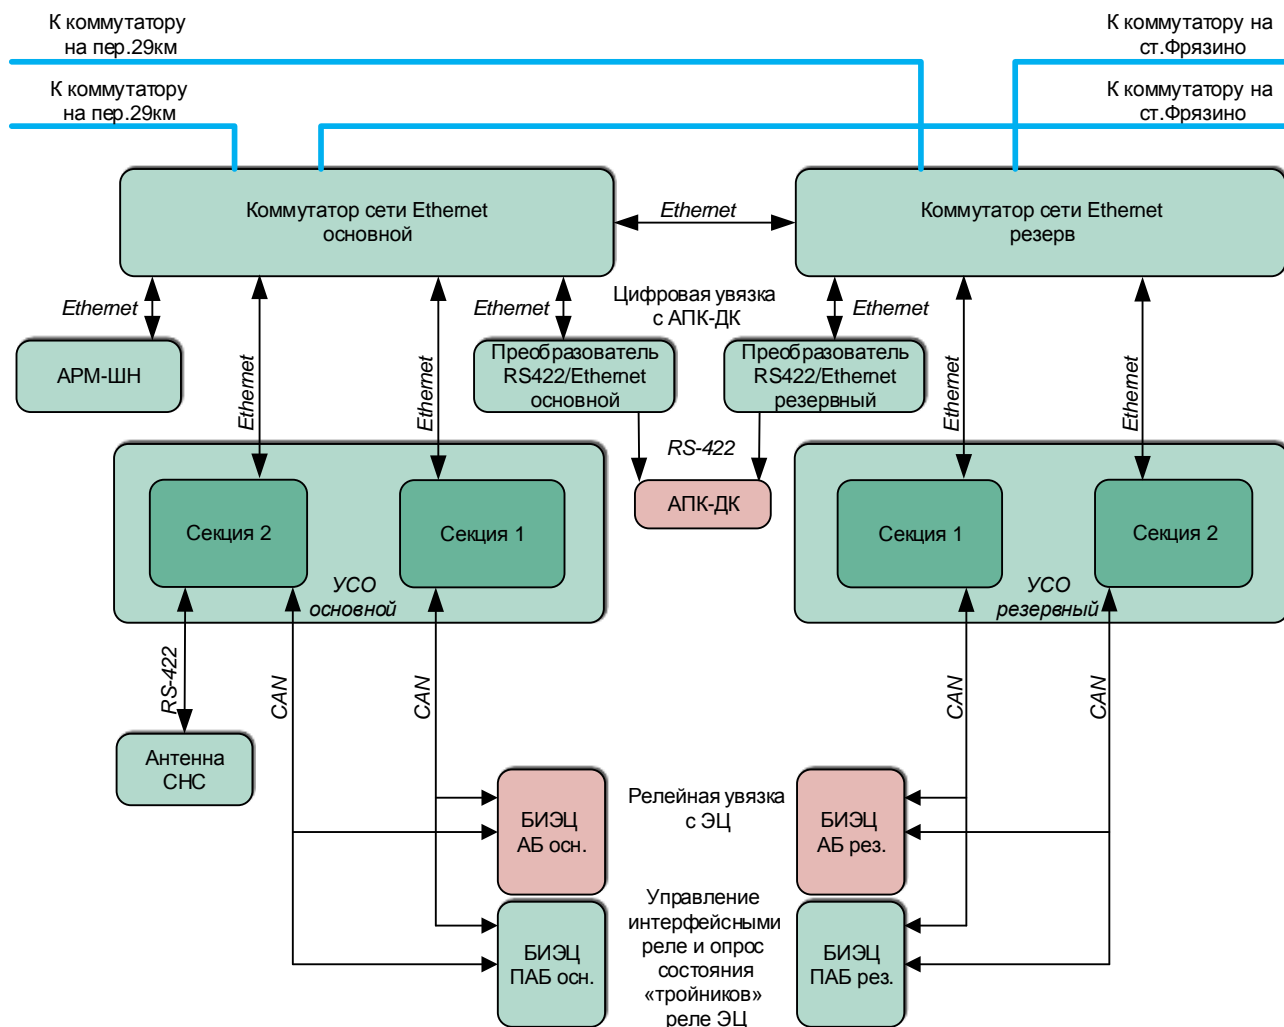 К коммутатору
на пер.29км
К коммутатору на
ст.Фрязино
К коммутатору
на пер.29км
К коммутатору на
ст.Фрязино
Коммутатор сети Ethernet
основной
Ethernet
Коммутатор сети Ethernet
резерв
Ethernet
Ethernet
Цифровая увязка
с АПК-ДК
Ethernet
АРМ-ШН
Ethernet
Ethernet
Преобразователь
RS422/Ethernet
основной
Преобразователь
RS422/Ethernet
резервный
Ethernet
Ethernet
RS-422
АПК-ДК
Секция 2
Секция 1
УСО
основной
Секция 1
Секция 2
УСО
резервный
RS-422
CAN
CAN
CAN
CAN
Антенна
СНС
БИЭЦ
АБ осн.
Релейная увязка
с ЭЦ
БИЭЦ
АБ рез.
БИЭЦ
ПАБ осн.
Управление
интерфейсными
реле и опрос
состояния
«тройников»
реле ЭЦ
БИЭЦ
ПАБ рез.